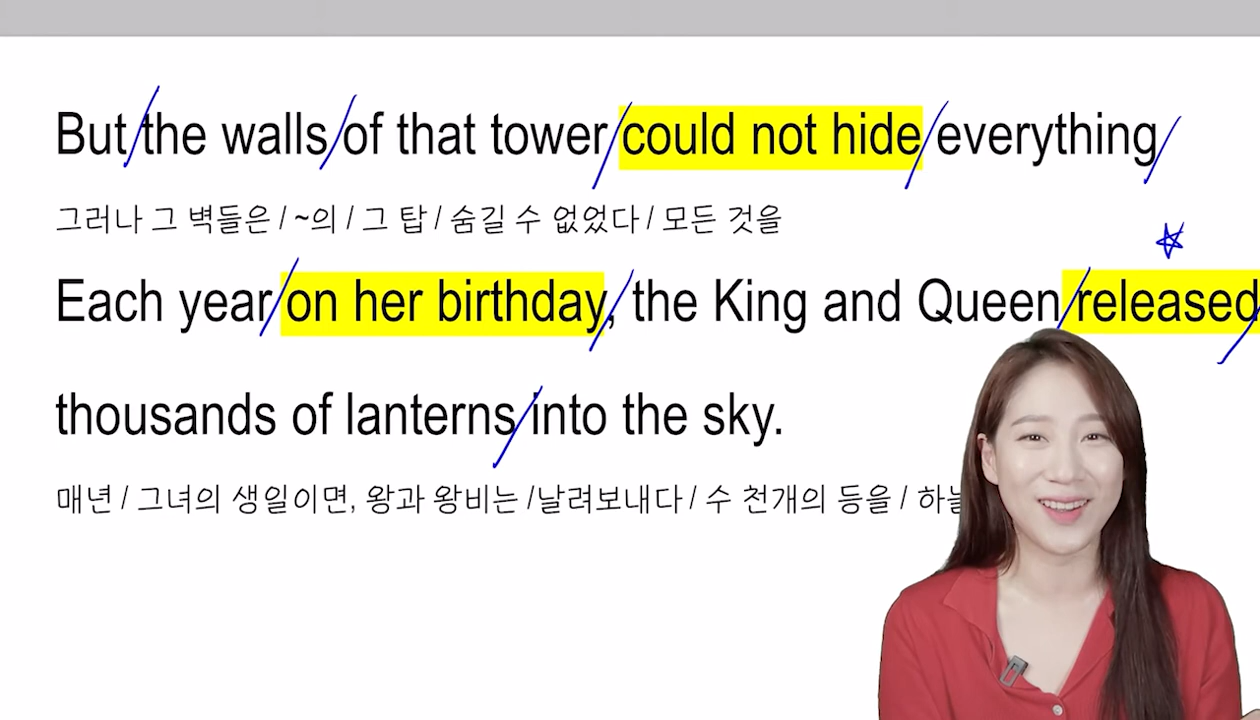 But the walls of that tower could not hide everything
그러나 그 벽들은 / ~의 / 그 탑 / 숨길 수 없었다 / 모든 것을
Each year on her birthday, the King and Queen released
thousands of lanterns into the sky.
매년 / 그녀의 생일이면, 왕과 왕비는 /날려보내다 / 수 천개의 등을 /